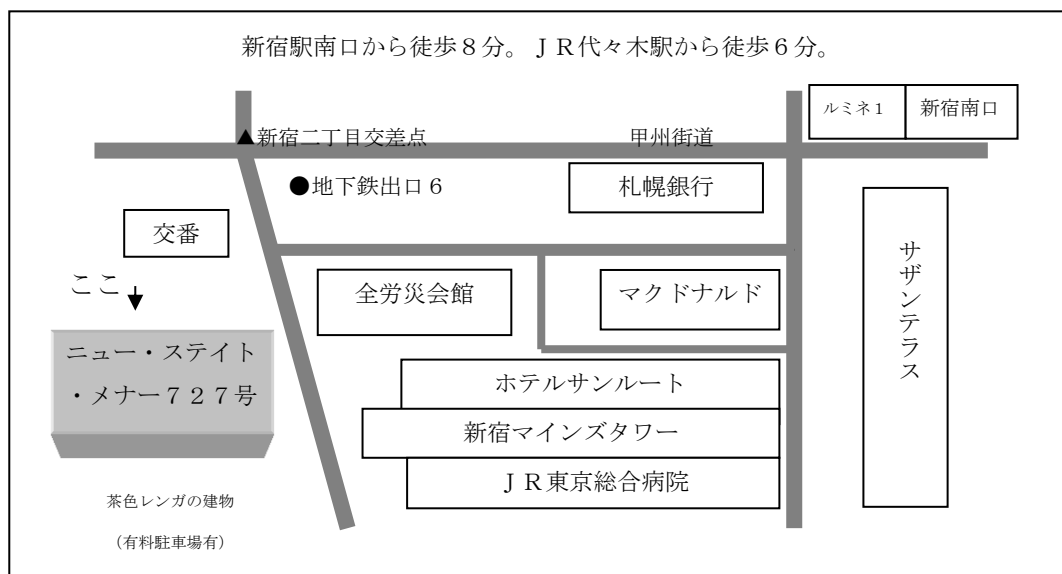 新宿駅南口から徒歩８分。ＪＲ代々木駅から徒歩６分。
ルミネ１
新宿南口
▲新宿二丁目交差点
甲州街道
●地下鉄出口６
札幌銀行
交番
サザンテラス
ここ
全労災会館
マクドナルド
ニュー・ステイト
・メナー７２７号
ホテルサンルート
新宿マインズタワー
ＪＲ東京総合病院
茶色レンガの建物
（有料駐車場有）